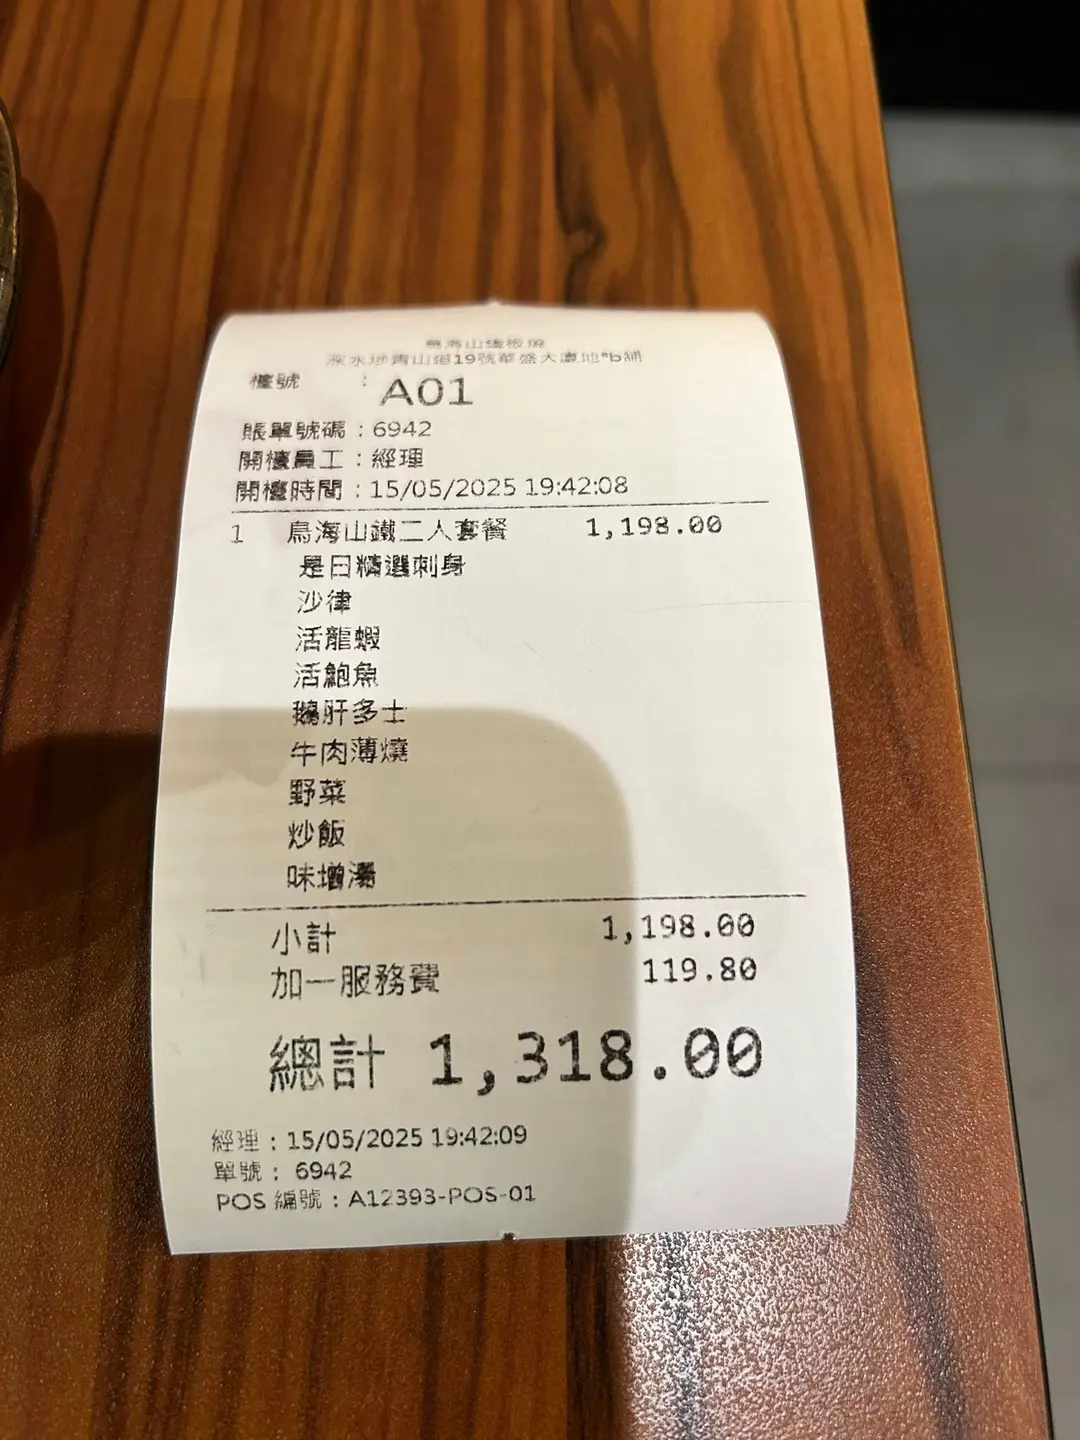 鳥海山鐵板燒
深水埗青山道19號華盛大廈地*b舖
檯號 : A01
賬單號碼 : 6942
開檯員工 : 經理
開檯時間 : 15/05/2025 19:42:08
1 鳥海山鐵二人套餐 1,198.00
是日精選刺身
沙律
活龍蝦
活鮑魚
鵝肝多士
牛肉薄燒
野菜
炒飯
味增湯
小計 1,198.00
加一服務費 119.80
總計 1,318.00
經理 : 15/05/2025 19:42:09
單號 : 6942
POS 編號 : A12393-POS-01